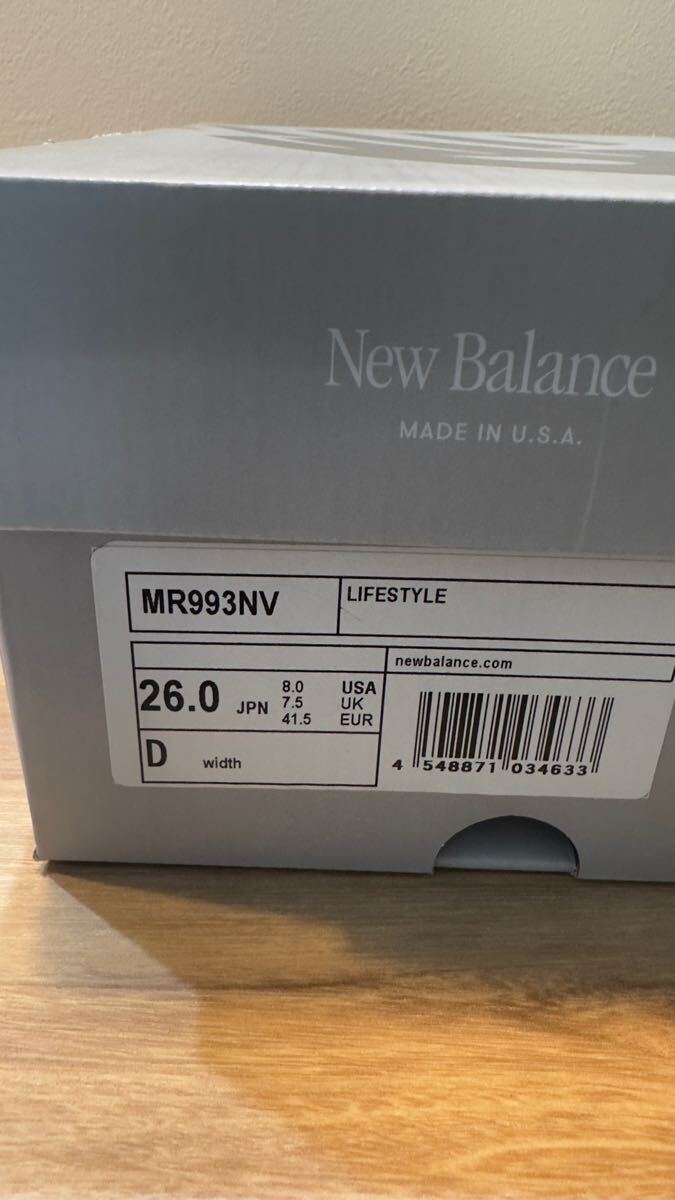 New Balance
MADE IN U.S.A.
MR993NV
LIFESTYLE
newbalance.com
26.0 JPN
8.0 USA
7.5 UK
41.5 EUR
D width
4 548871 034633